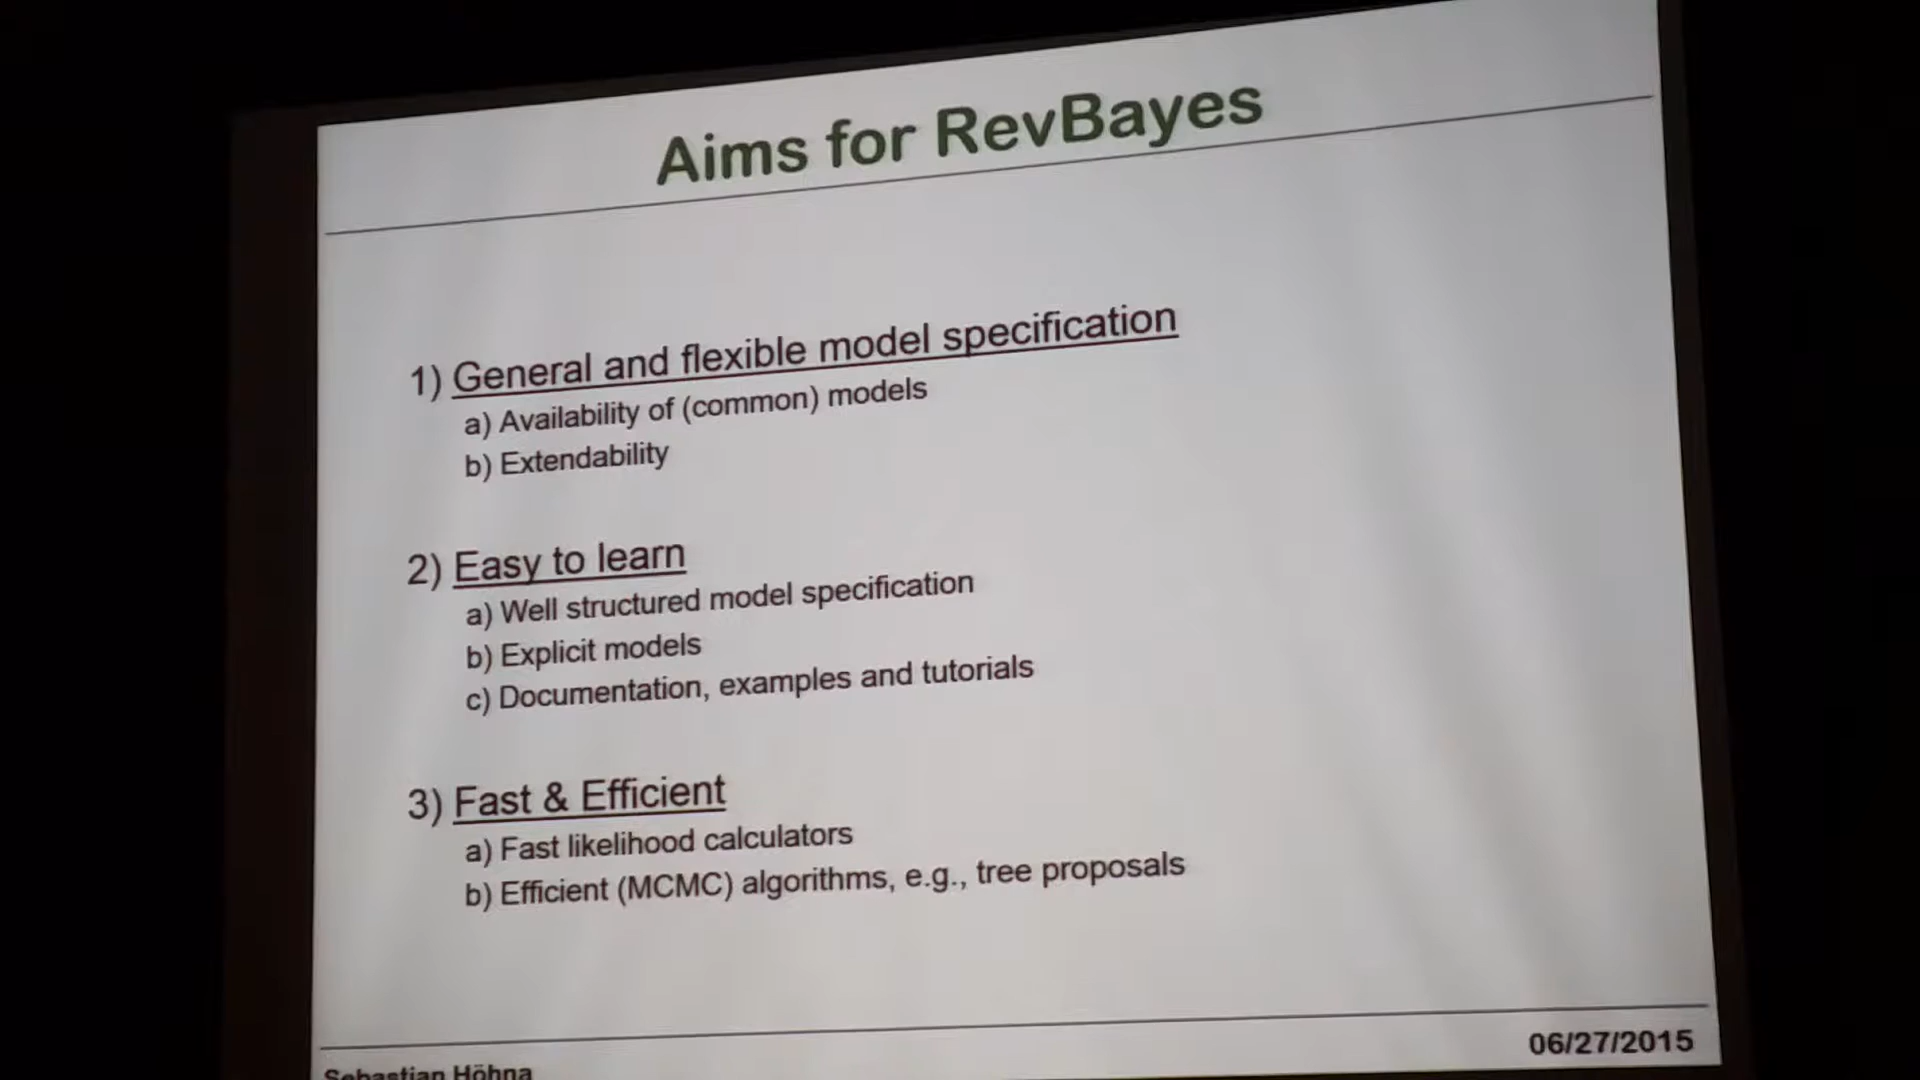 Aims for RevBayes
1) General and flexible model specification
a) Availability of (common) models
b) Extendability
2) Easy to learn
a) Well structured model specification
b) Explicit models
c) Documentation, examples and tutorials
3) Fast & Efficient
a) Fast likelihood calculators
b) Efficient (MCMC) algorithms, e.g., tree proposals
06/27/2015
Sebastian Höhna